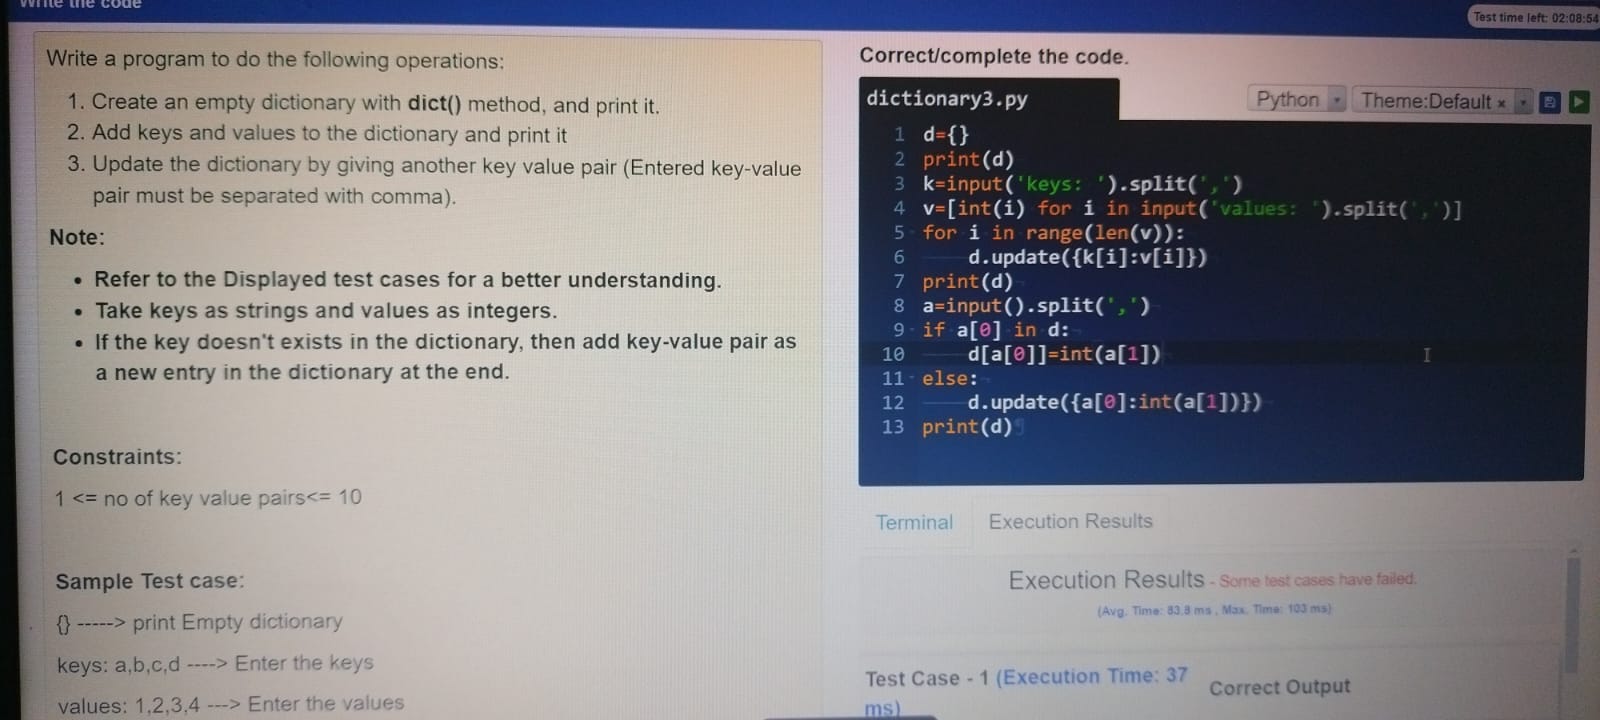 Write the code
Test time left: 02:08:54
Write a program to do the following operations:
1. Create an empty dictionary with dict() method, and print it.
2. Add keys and values to the dictionary and print it
3. Update the dictionary by giving another key value pair (Entered key-value
pair must be separated with comma).
Note:
• Refer to the Displayed test cases for a better understanding.
• Take keys as strings and values as integers.
• If the key doesn't exists in the dictionary, then add key-value pair as
a new entry in the dictionary at the end.
Constraints:
1 <= no of key value pairs<= 10
Sample Test case:
{} -----> print Empty dictionary
keys: a,b,c,d ----> Enter the keys
values: 1,2,3,4 ---> Enter the values
Correct/complete the code.
dictionary3.py
Python
Theme:Default ×
1 d={}
2 print(d)
3 k=input('keys: ').split(',')
4 v=[int(i) for i in input('values: ').split(',')]
5 for i in range(len(v)):
6 d.update({k[i]:v[i]})
7 print(d)
8 a=input().split(',')
9 if a[0] in d:
10 d[a[0]]=int(a[1])
11 else:
12 d.update({a[0]:int(a[1])})
13 print(d)
Terminal
Execution Results
Execution Results - Some test cases have failed.
(Avg. Time: 83.8 ms , Max. Time: 103 ms)
Test Case - 1 (Execution Time: 37
ms)
Correct Output